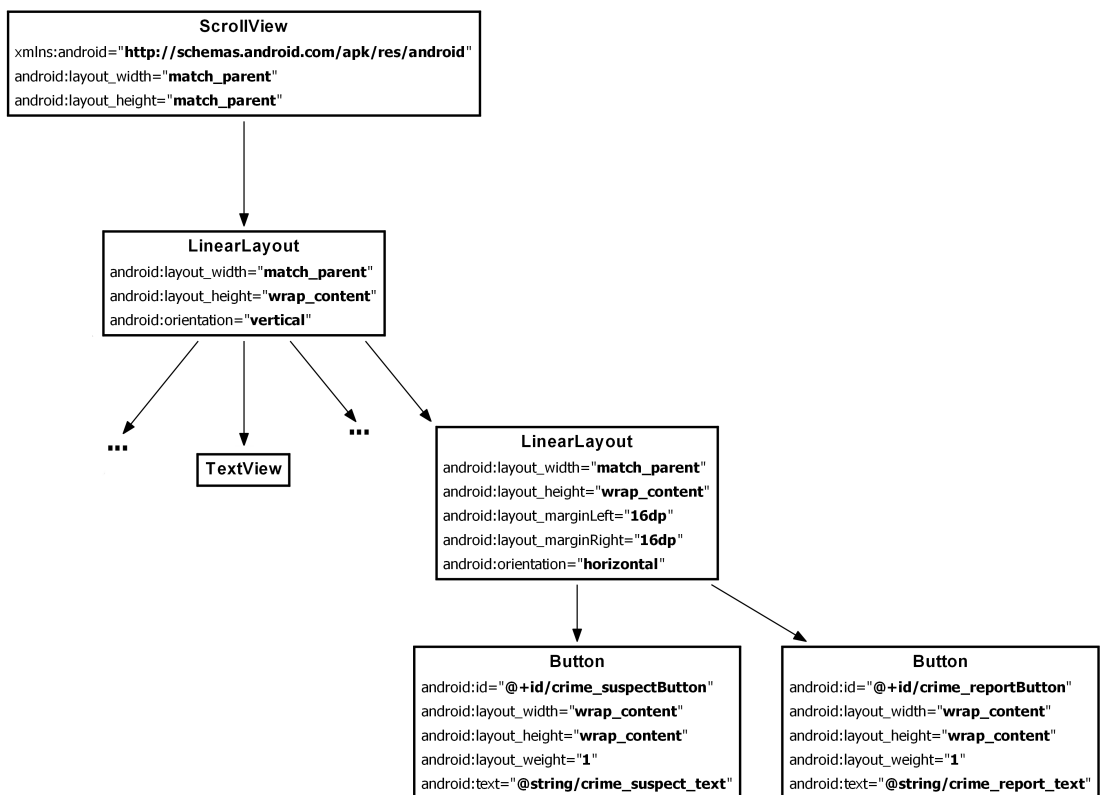 ScrollView
xmlns:android="http://schemas.android.com/apk/res/android"
android:layout_width="match_parent"
android:layout_height="match_parent"
LinearLayout
android:layout_width="match_parent"
android:layout_height="wrap_content"
android:orientation="vertical"
...
TextView
...
LinearLayout
android:layout_width="match_parent"
android:layout_height="wrap_content"
android:layout_marginLeft="16dp"
android:layout_marginRight="16dp"
android:orientation="horizontal"
Button
android:id="@+id/crime_suspectButton"
android:layout_width="wrap_content"
android:layout_height="wrap_content"
android:layout_weight="1"
android:text="@string/crime_suspect_text"
Button
android:id="@+id/crime_reportButton"
android:layout_width="wrap_content"
android:layout_height="wrap_content"
android:layout_weight="1"
android:text="@string/crime_report_text"